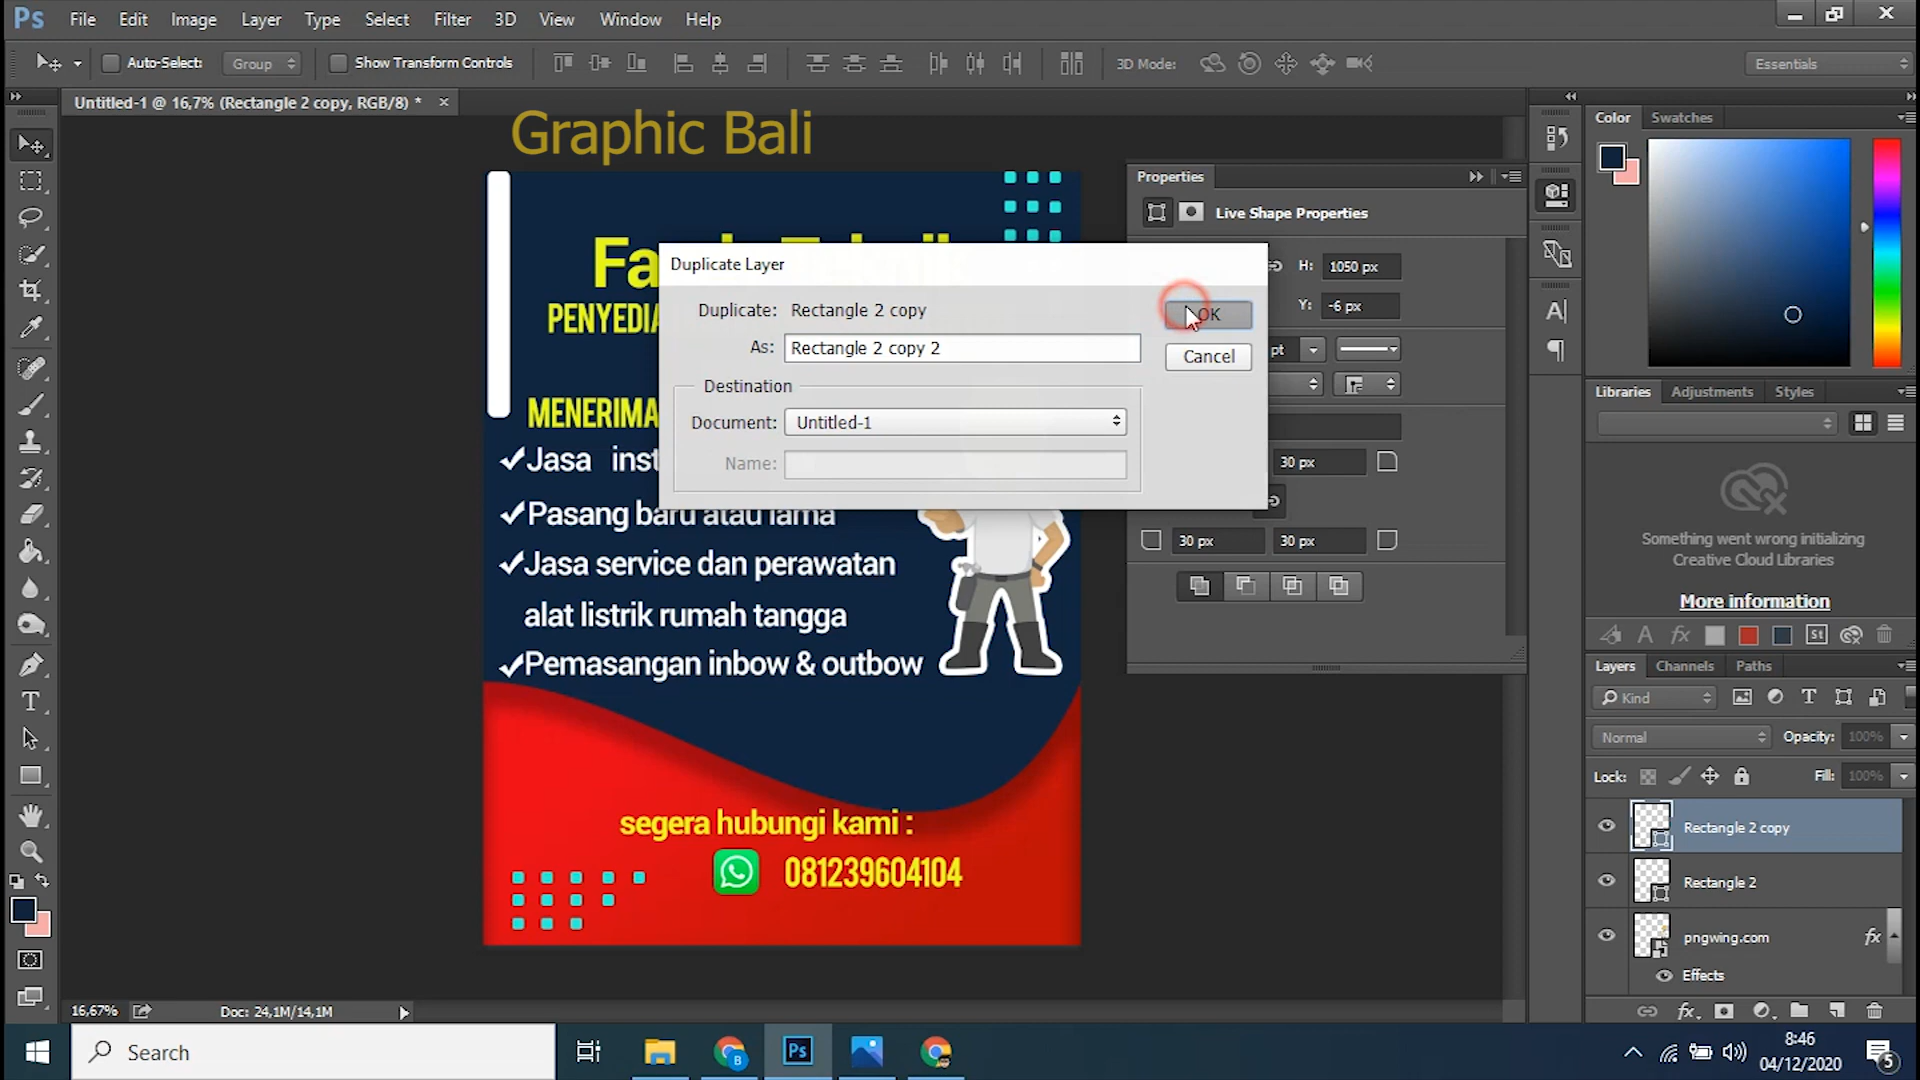 Ps File Edit Image Layer Type Select Filter 3D View Window Help
Auto-Select: Group Show Transform Controls 3D Mode: Essentials
Untitled-1 @ 16,7% (Rectangle 2 copy, RGB/8) *
Graphic Bali
PENYEDIA
MENERIMA
Jasa inst
Pasang baru atau lama
Jasa service dan perawatan
alat listrik rumah tangga
Pemasangan inbow & outbow
segera hubungi kami :
081239604104
Duplicate Layer
Duplicate: Rectangle 2 copy
As: Rectangle 2 copy 2
Destination
Document: Untitled-1
Name:
OK
Cancel
Properties
Live Shape Properties
H: 1050 px
Y: -6 px
pt
30 px
30 px 30 px
Color Swatches
Libraries Adjustments Styles
Something went wrong initializing
Creative Cloud Libraries
More information
St
Layers Channels Paths
Kind
Normal Opacity: 100%
Lock: Fill: 100%
Rectangle 2 copy
Rectangle 2
pngwing.com fx
Effects
16,67% Doc: 24,1M/14,1M
Search
Ps
8:46
04/12/2020
5